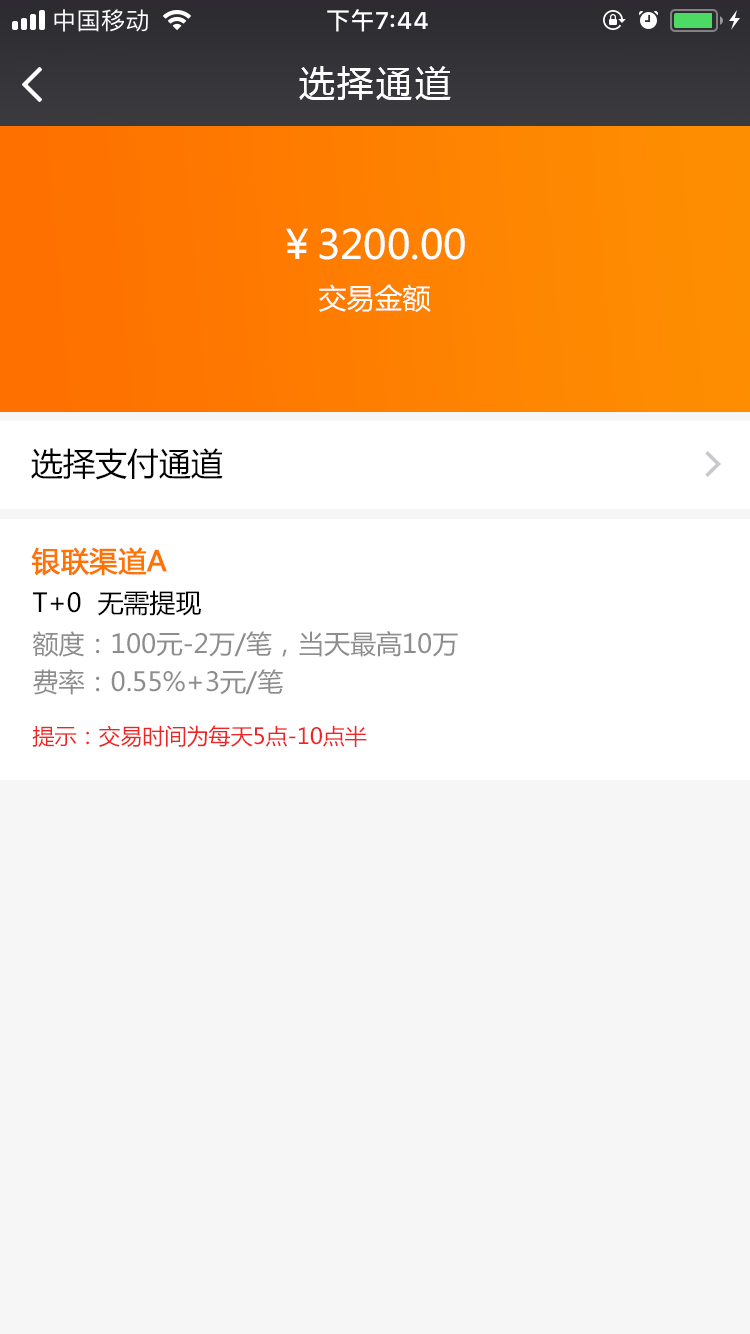 中国移动
下午7:44
选择通道
¥ 3200.00
交易金额
选择支付通道
银联渠道A
T+0 无需提现
额度：100元-2万/笔，当天最高10万
费率：0.55%+3元/笔
提示：交易时间为每天5点-10点半